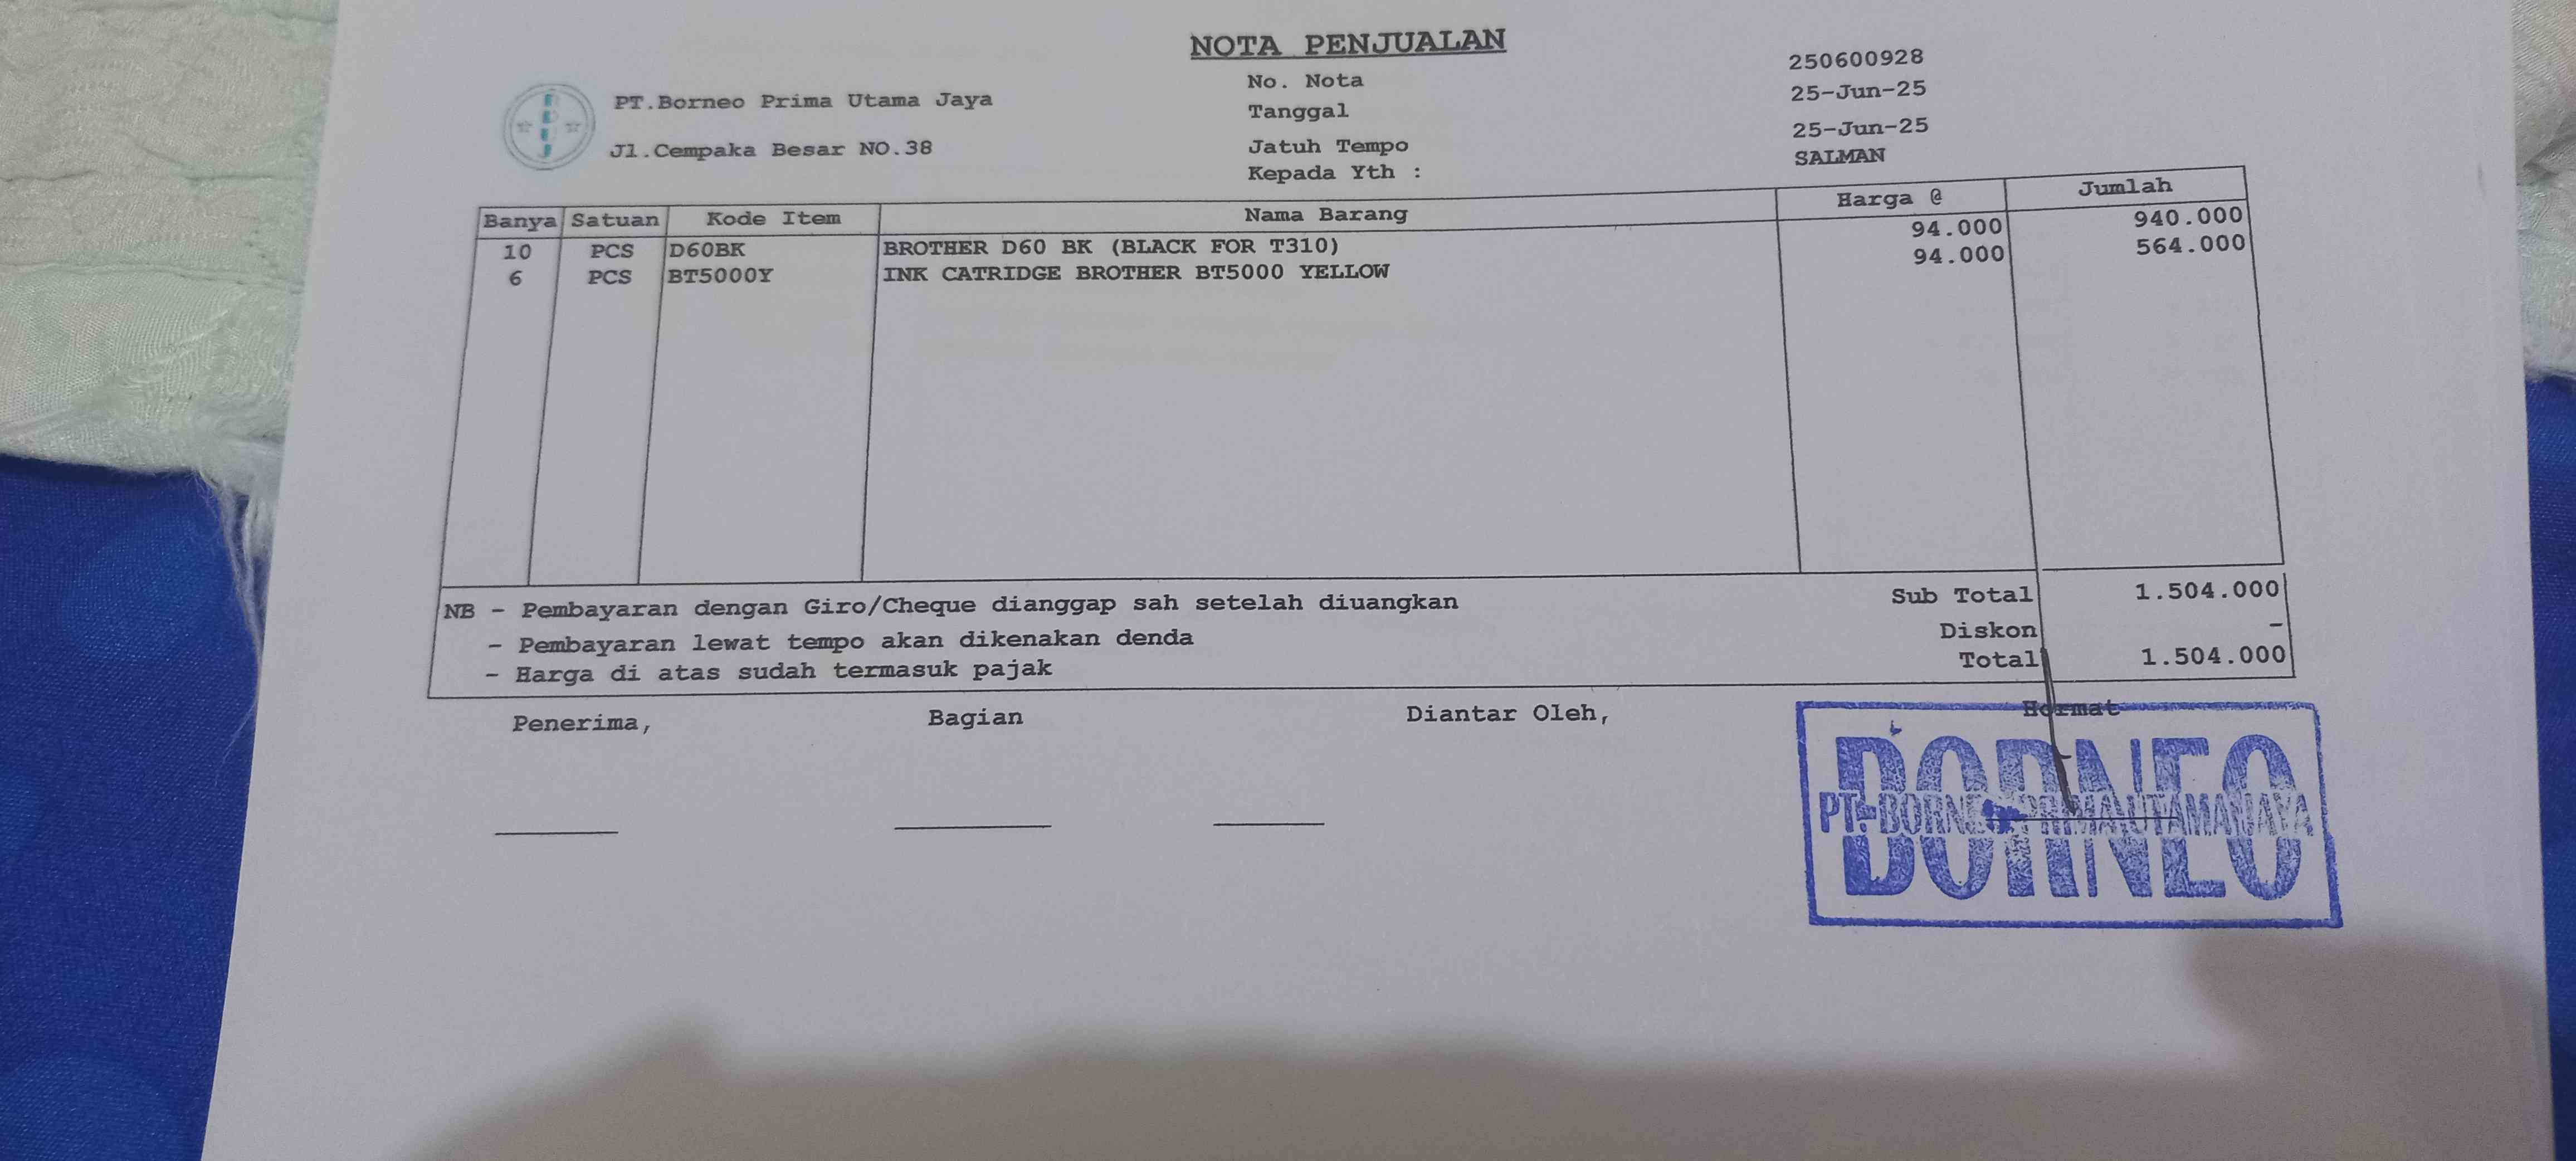 NOTA PENJUALAN
BPUJ
PT.Borneo Prima Utama Jaya
Jl.Cempaka Besar NO.38
No. Nota 250600928
Tanggal 25-Jun-25
Jatuh Tempo 25-Jun-25
Kepada Yth : SALMAN
Banya Satuan Kode Item Nama Barang Harga @ Jumlah
10 PCS D60BK BROTHER D60 BK (BLACK FOR T310) 94.000 940.000
6 PCS BT5000Y INK CATRIDGE BROTHER BT5000 YELLOW 94.000 564.000
NB - Pembayaran dengan Giro/Cheque dianggap sah setelah diuangkan Sub Total 1.504.000
- Pembayaran lewat tempo akan dikenakan denda Diskon -
- Harga di atas sudah termasuk pajak Total 1.504.000
Penerima, Bagian Diantar Oleh, Hormat
BORNEO
PT. BORNEO PRIMA UTAMA JAYA